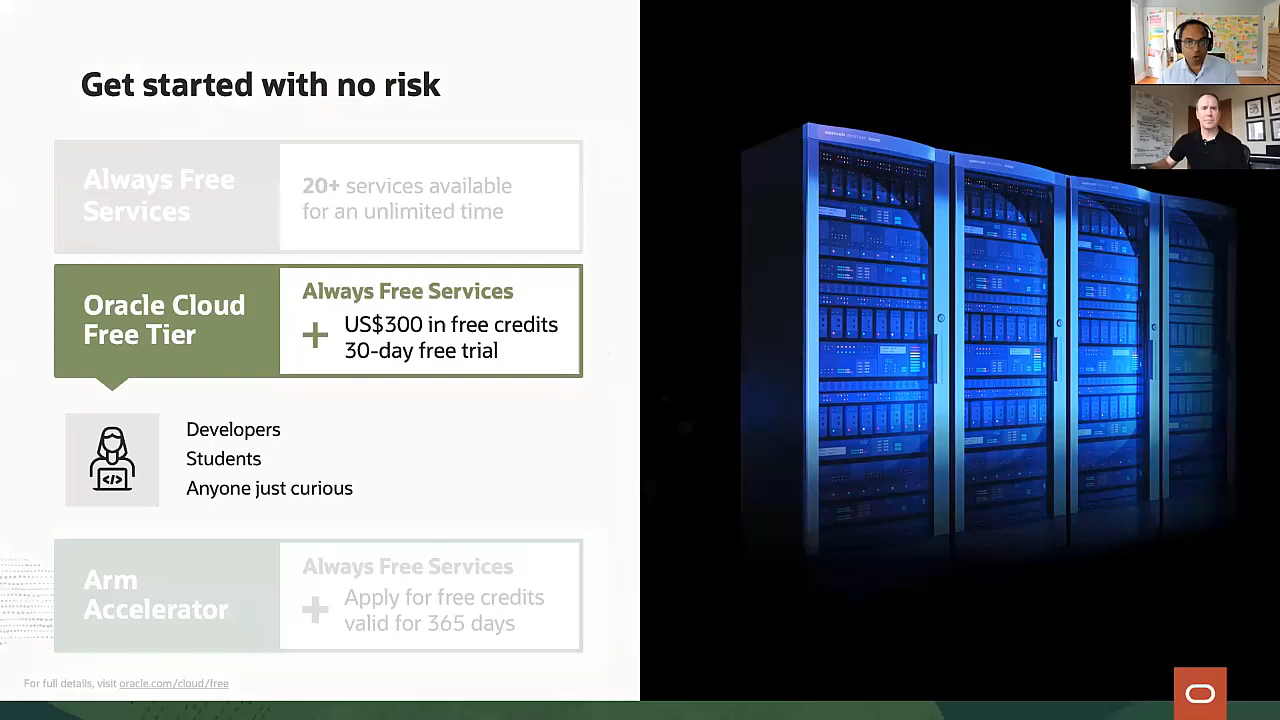 Get started with no risk
Always Free
Services
20+ services available
for an unlimited time
Oracle Cloud
Free Tier
Always Free Services
+ US$300 in free credits
30-day free trial
</>
Developers
Students
Anyone just curious
Arm
Accelerator
Always Free Services
+ Apply for free credits
valid for 365 days
For full details, visit oracle.com/cloud/free